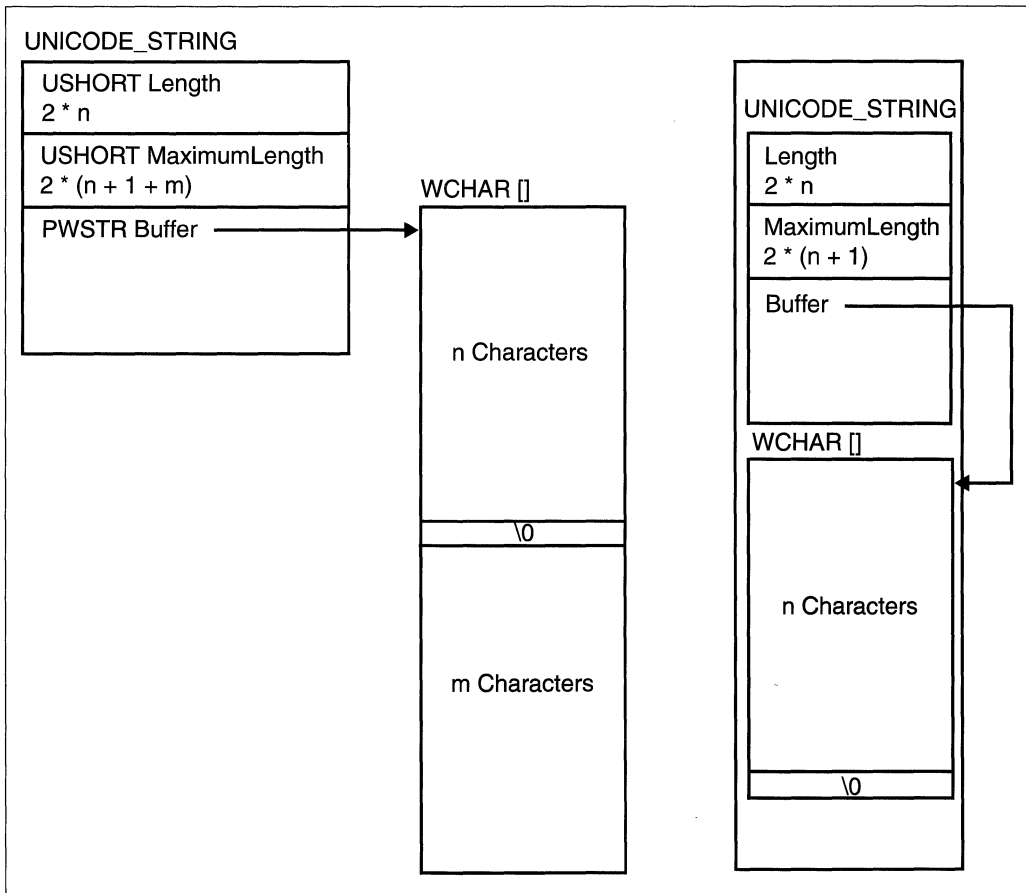 UNICODE_STRING
USHORT Length
2 * n
USHORT MaximumLength
2 * (n + 1 + m)
PWSTR Buffer
WCHAR []
n Characters
\0
m Characters
UNICODE_STRING
Length
2 * n
MaximumLength
2 * (n + 1)
Buffer
WCHAR []
n Characters
\0